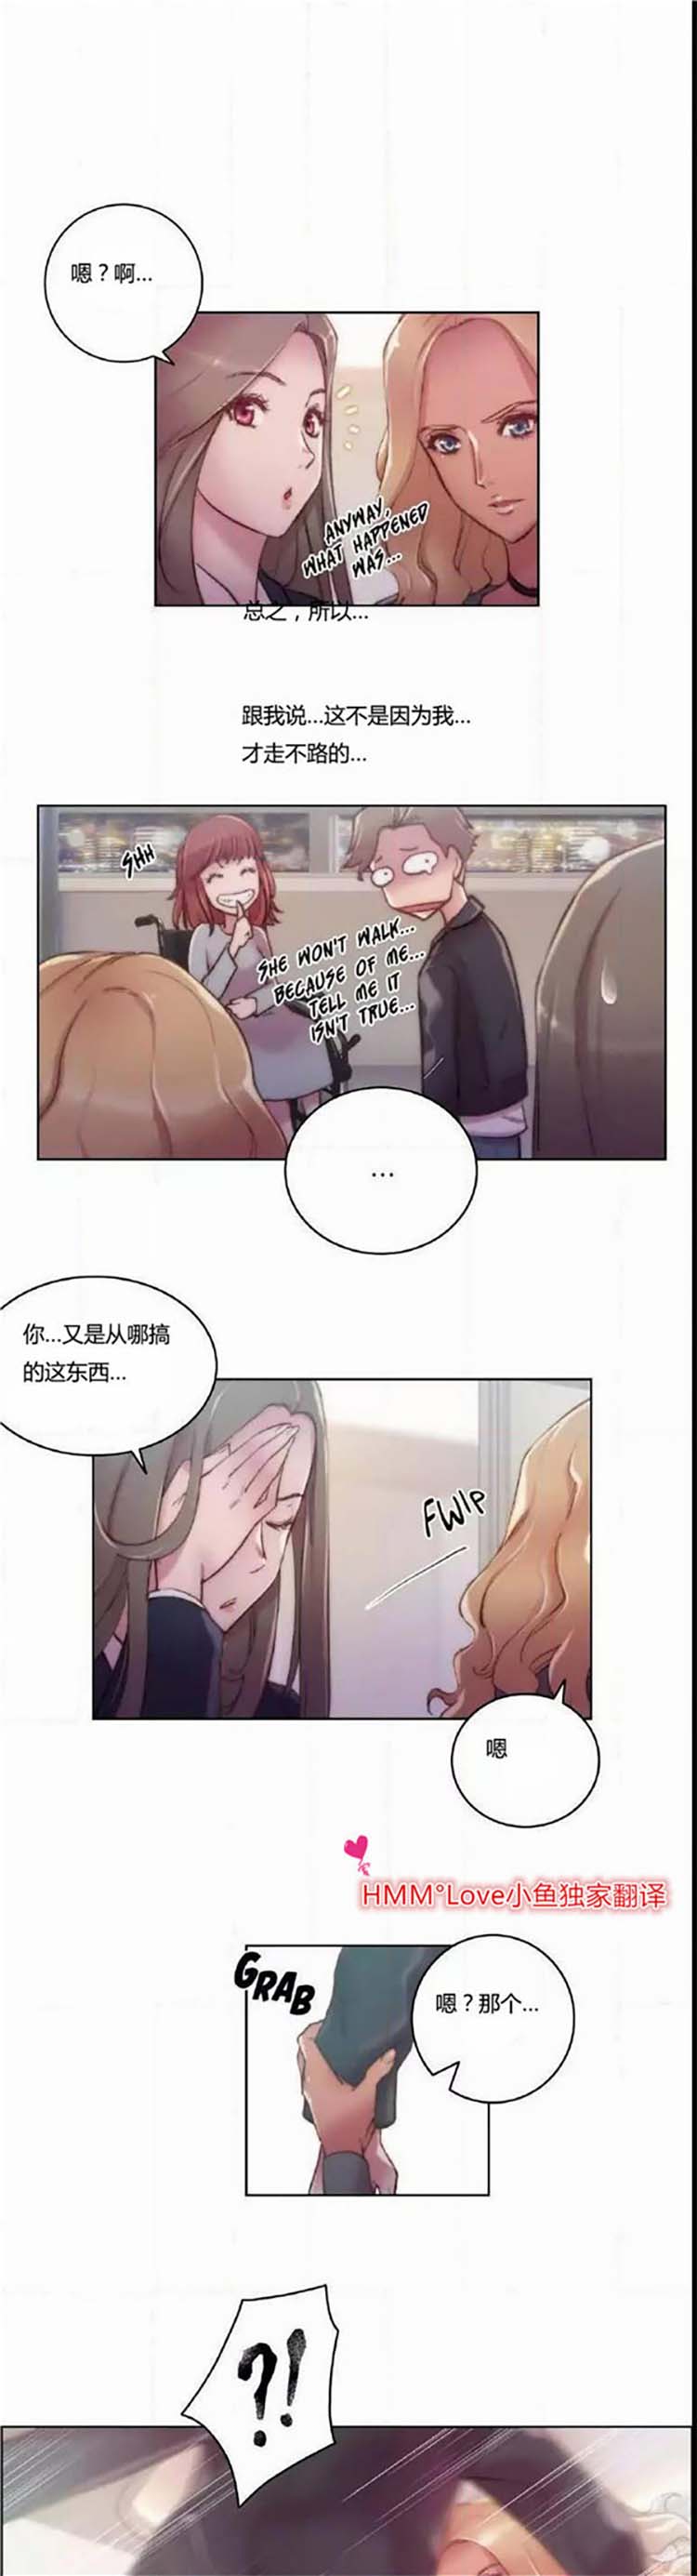 嗯？啊…
ANYWAY,
WHAT HAPPENED
WAS...
总之，所以…
跟我说…这不是因为我…
才走不路的…
SHH
SHE WON'T WALK...
BECAUSE OF ME...
TELL ME IT
ISN'T TRUE...
…
你…又是从哪搞
的这东西…
FWIP
嗯
HMM°Love小鱼独家翻译
GRAB
嗯？那个…
?!